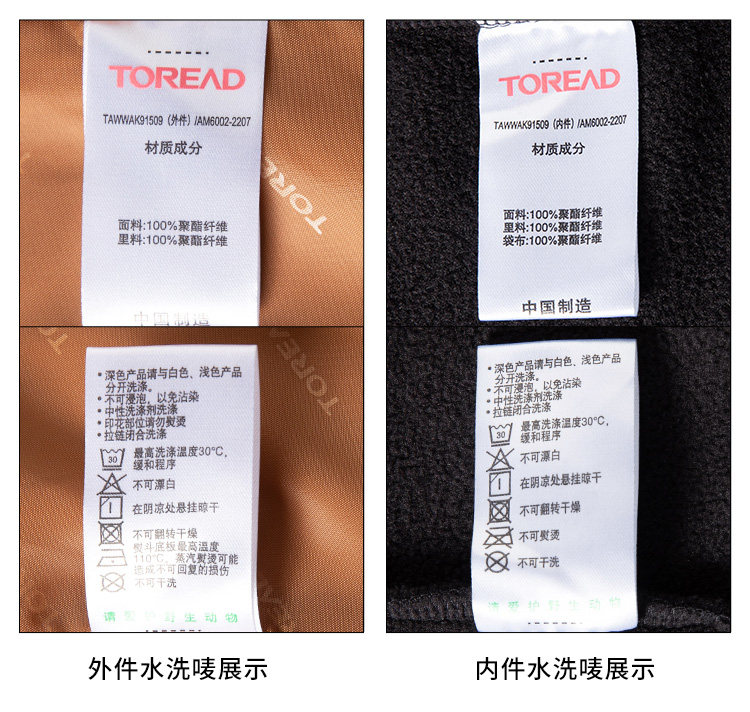 TOREAD
TAWWAK91509（外件）/AM6002-2207
材质成分
面料:100%聚酯纤维
里料:100%聚酯纤维
中国制造
TOREAD
• 深色产品请与白色、浅色产品
分开洗涤。
• 不可浸泡，以免沾染
• 中性洗涤剂洗涤
• 印花部位请勿熨烫
• 拉链闭合洗涤
30
最高洗涤温度30°C，
缓和程序
不可漂白
在阴凉处悬挂晾干
不可翻转干燥
熨斗底板最高温度
110°C，蒸汽熨烫可能
造成不可回复的损伤
不可干洗
请爱护野生动物
TOREAD
外件水洗唛展示
TOREAD
TAWWAK91509（内件）/AM6002-2207
材质成分
面料:100%聚酯纤维
里料:100%聚酯纤维
袋布:100%聚酯纤维
中国制造
• 深色产品请与白色、浅色产品
分开洗涤。
• 不可浸泡，以免沾染
• 中性洗涤剂洗涤
• 拉链闭合洗涤
30
最高洗涤温度30°C，
缓和程序
不可漂白
在阴凉处悬挂晾干
不可翻转干燥
不可熨烫
不可干洗
请爱护野生动物
内件水洗唛展示